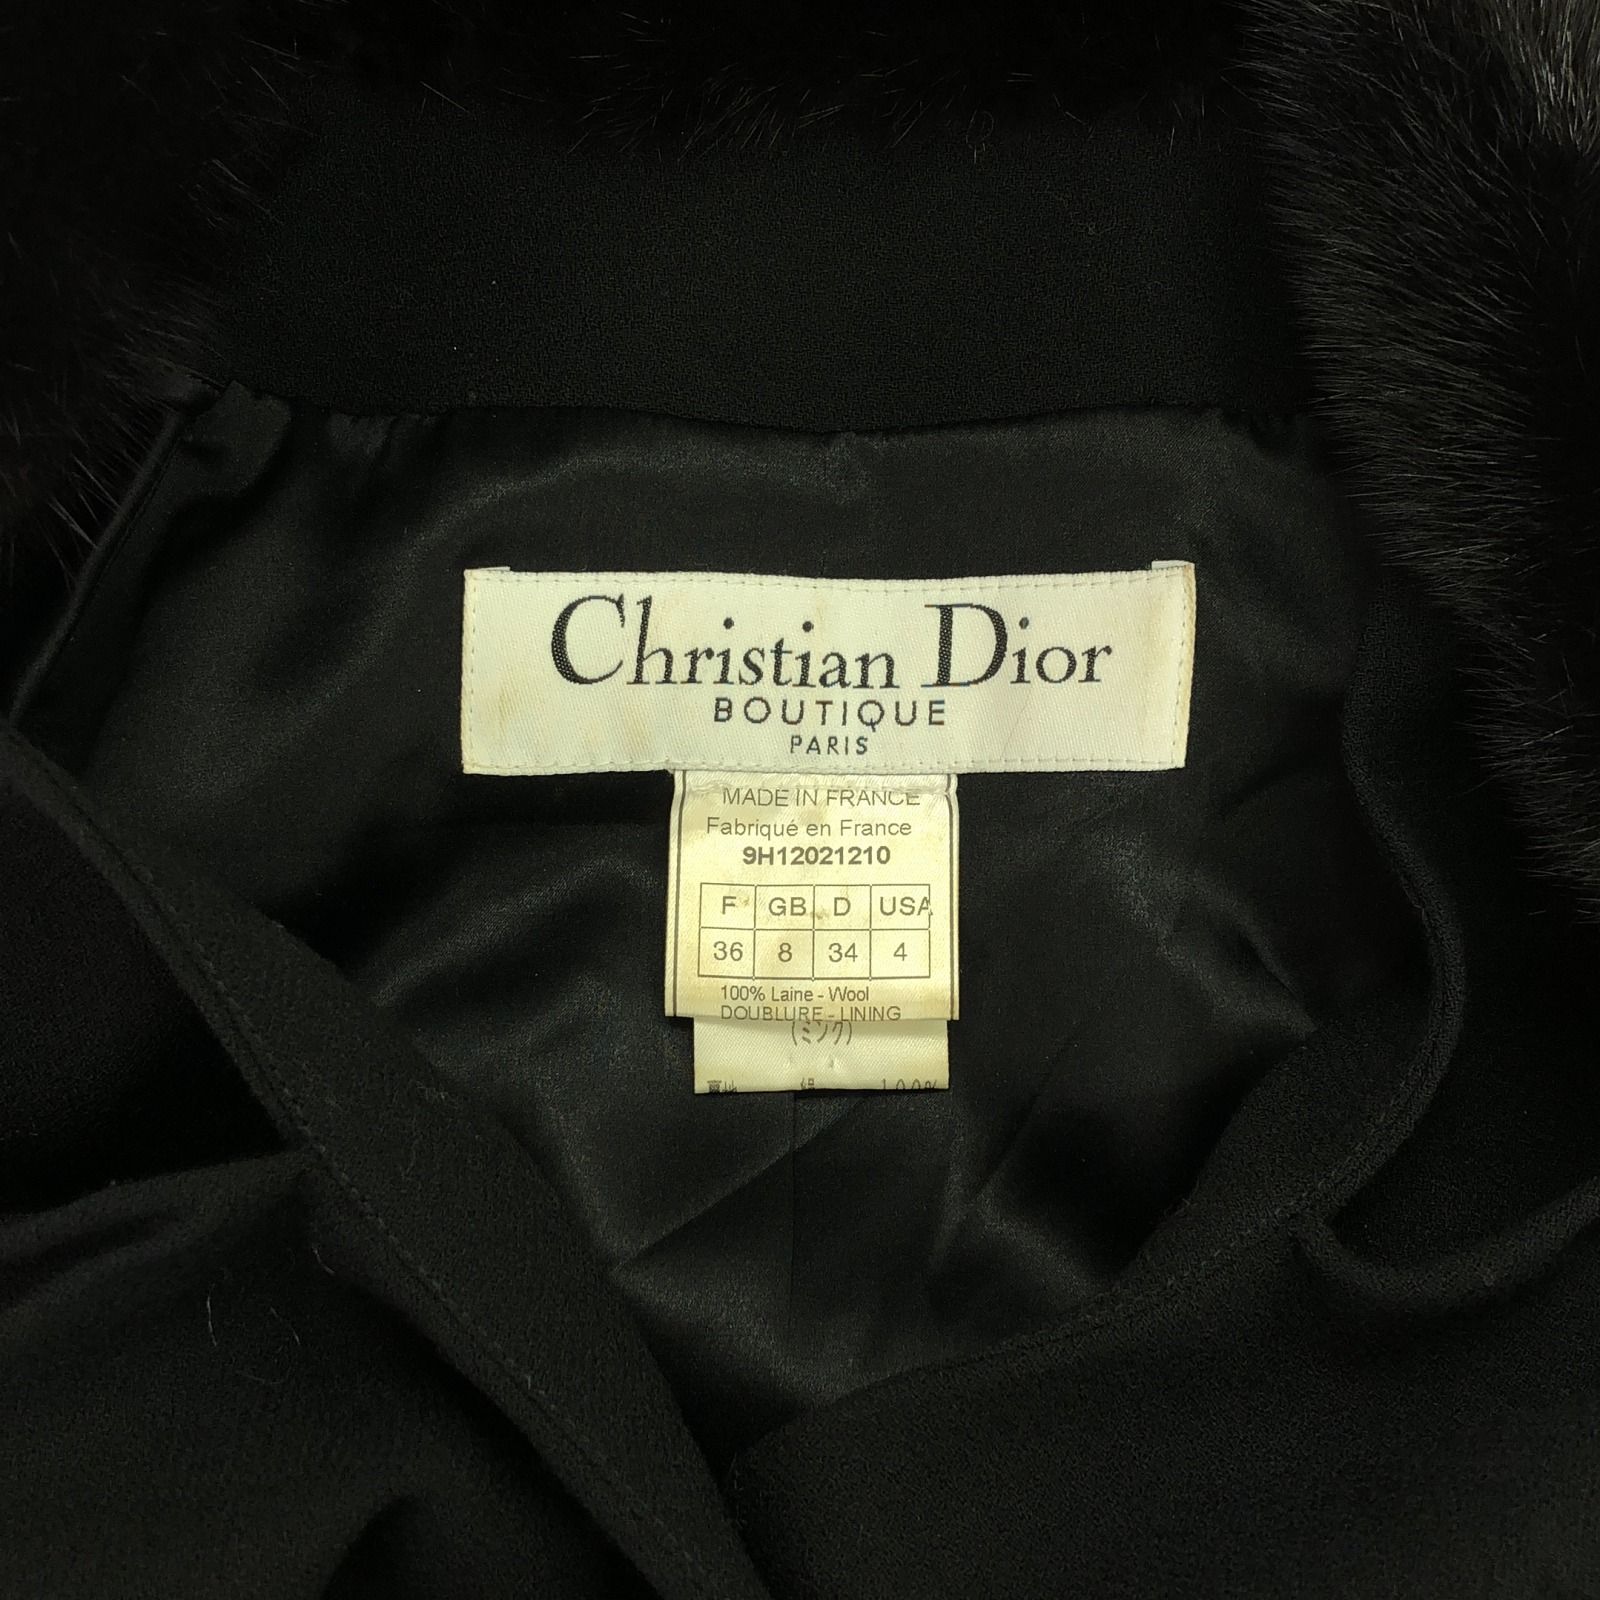 Christian Dior
BOUTIQUE
PARIS
MADE IN FRANCE
Fabriqué en France
9H12021210
F GB D USA
36 8 34 4
100% Laine - Wool
DOUBLURE - LINING
(ミンク)
100%